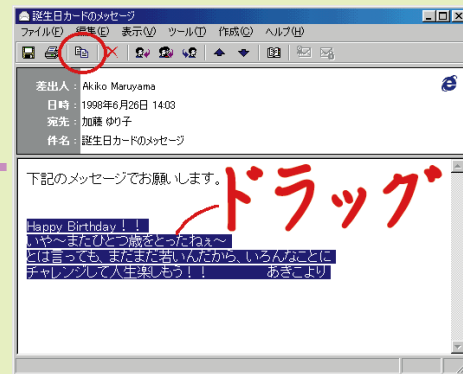 誕生日カードのメッセージ
ファイル(F) 編集(E) 表示(V) ツール(T) 作成(C) ヘルプ(H)
差出人: Akiko Maruyama
日時: 1998年6月26日 14:03
宛先: 加藤 ゆり子
件名: 誕生日カードのメッセージ
下記のメッセージでお願いします。
ドラッグ
Happy Birthday！！
いや～またひとつ歳をとったねぇ～
とは言っても、まだまだ若いんだから、いろんなことに
チャレンジして人生楽しもう！！　　　あきこより